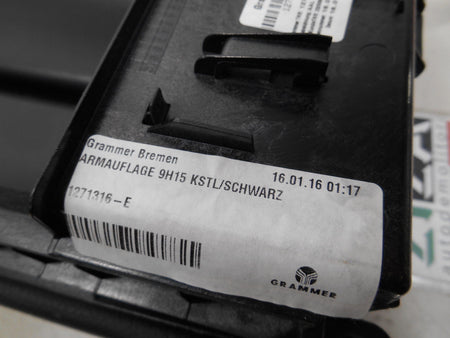 Grammer Bremen
16.01.16 01:17
ARMAUFLAGE 9H15 KSTL/SCHWARZ
1271316-E
GRAMMER